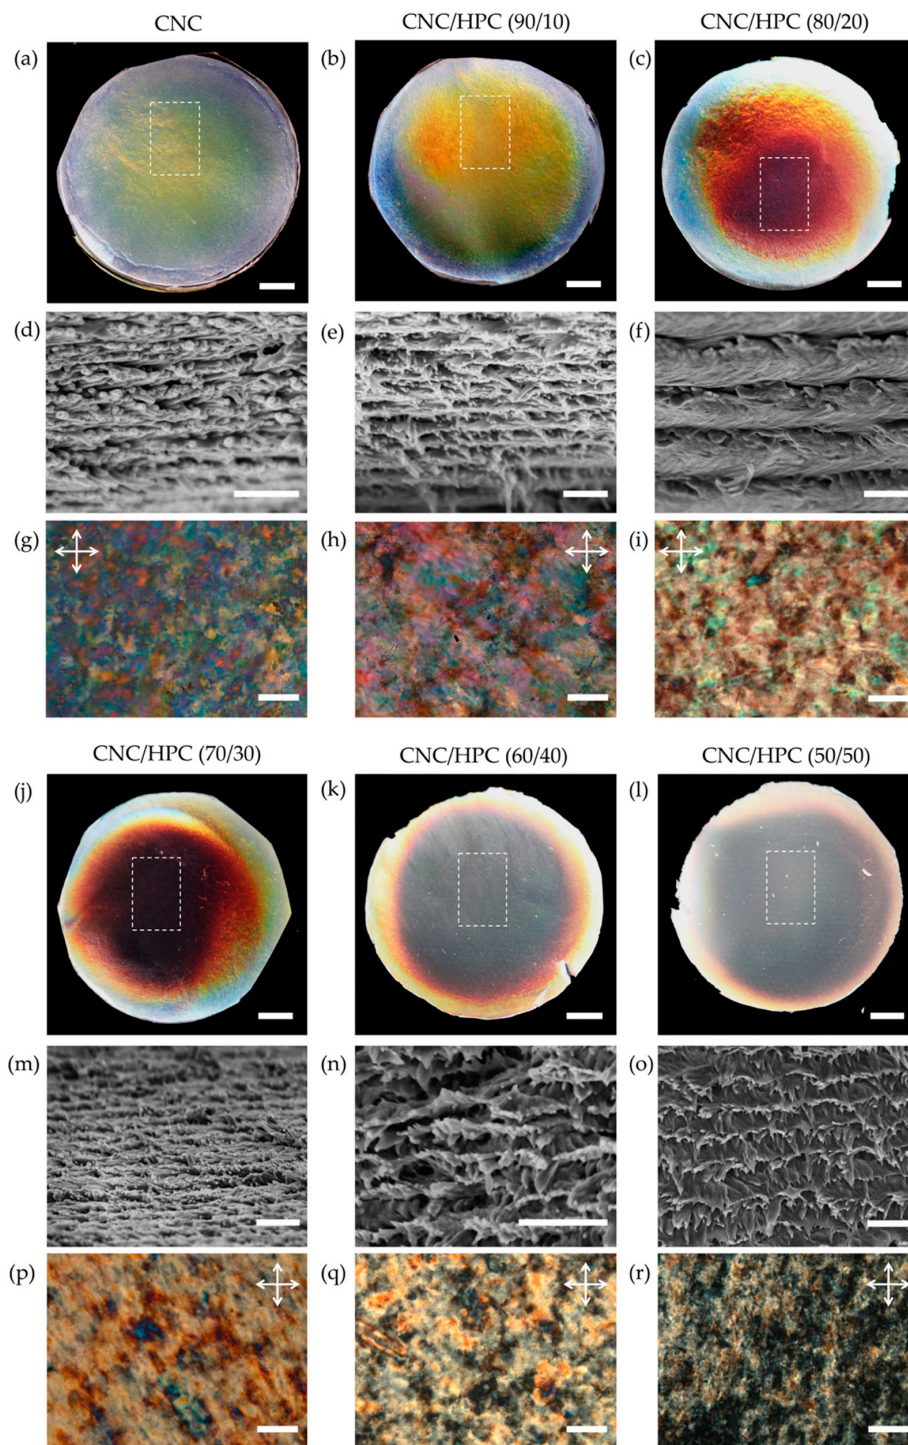 CNC CNC/HPC (90/10) CNC/HPC (80/20)
(a) (b) (c)
(d) (e) (f)
(g) (h) (i)
CNC/HPC (70/30) CNC/HPC (60/40) CNC/HPC (50/50)
(j) (k) (l)
(m) (n) (o)
(p) (q) (r)